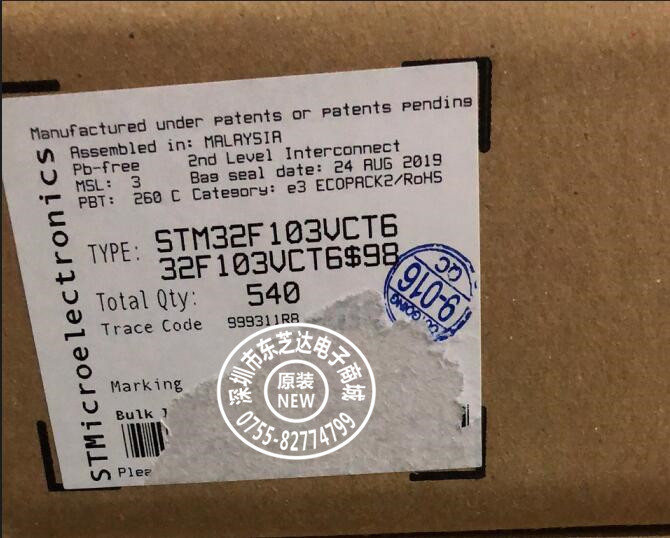 Manufactured under patents or patents pending
Assembled in: MALAYSIA
Pb-free 2nd Level Interconnect
MSL: 3 Bag seal date: 24 AUG 2019
PBT: 260 C Category: e3 ECOPACK2/RoHS
STMicroelectronics
TYPE: STM32F103VCT6
32F103VCT6$98
Total Qty: 540
Trace Code 999311R8
9-016
QC
GOING
Marking
Bulk
深圳市东芝达电子商城
原装
NEW
0755-82774799